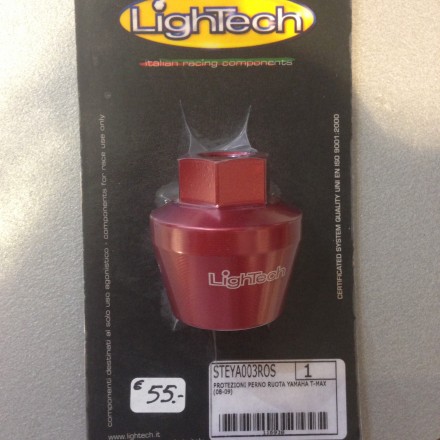 LighTech
italian racing components
componenti destinati al solo uso agonistico - components for race use only
CERTIFICATED SYSTEM QUALITY UNI EN ISO 9001:2000
LighTech
STEYA003ROS
1
PROTEZIONI PERNO RUOTA YAMAHA T-MAX
(08-09)
€ 55.-
www.lightech.it